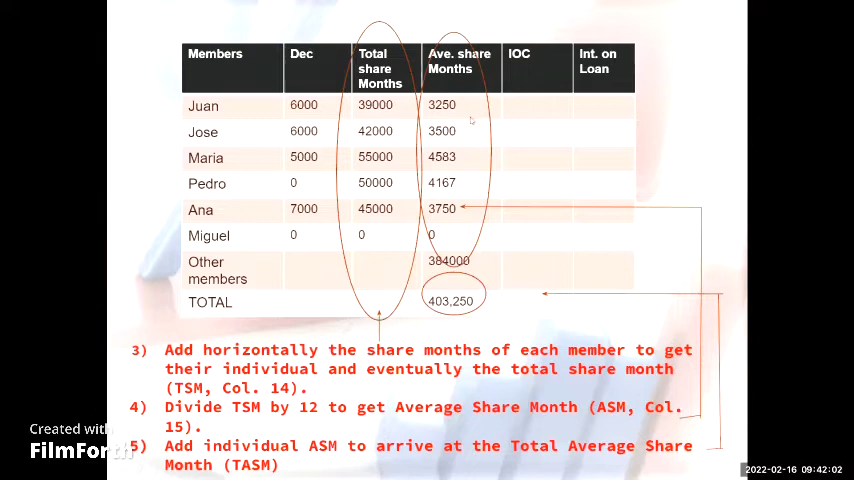 Members Dec Total share Months Ave. share Months IOC Int. on Loan
Juan 6000 39000 3250
Jose 6000 42000 3500
Maria 5000 55000 4583
Pedro 0 50000 4167
Ana 7000 45000 3750
Miguel 0 0 0
Other members 384000
TOTAL 403,250
3) Add horizontally the share months of each member to get
their individual and eventually the total share month
(TSM, Col. 14).
4) Divide TSM by 12 to get Average Share Month (ASM, Col.
15).
5) Add individual ASM to arrive at the Total Average Share
Month (TASM)
Created with
FilmForth
2022-02-16 09:42:02